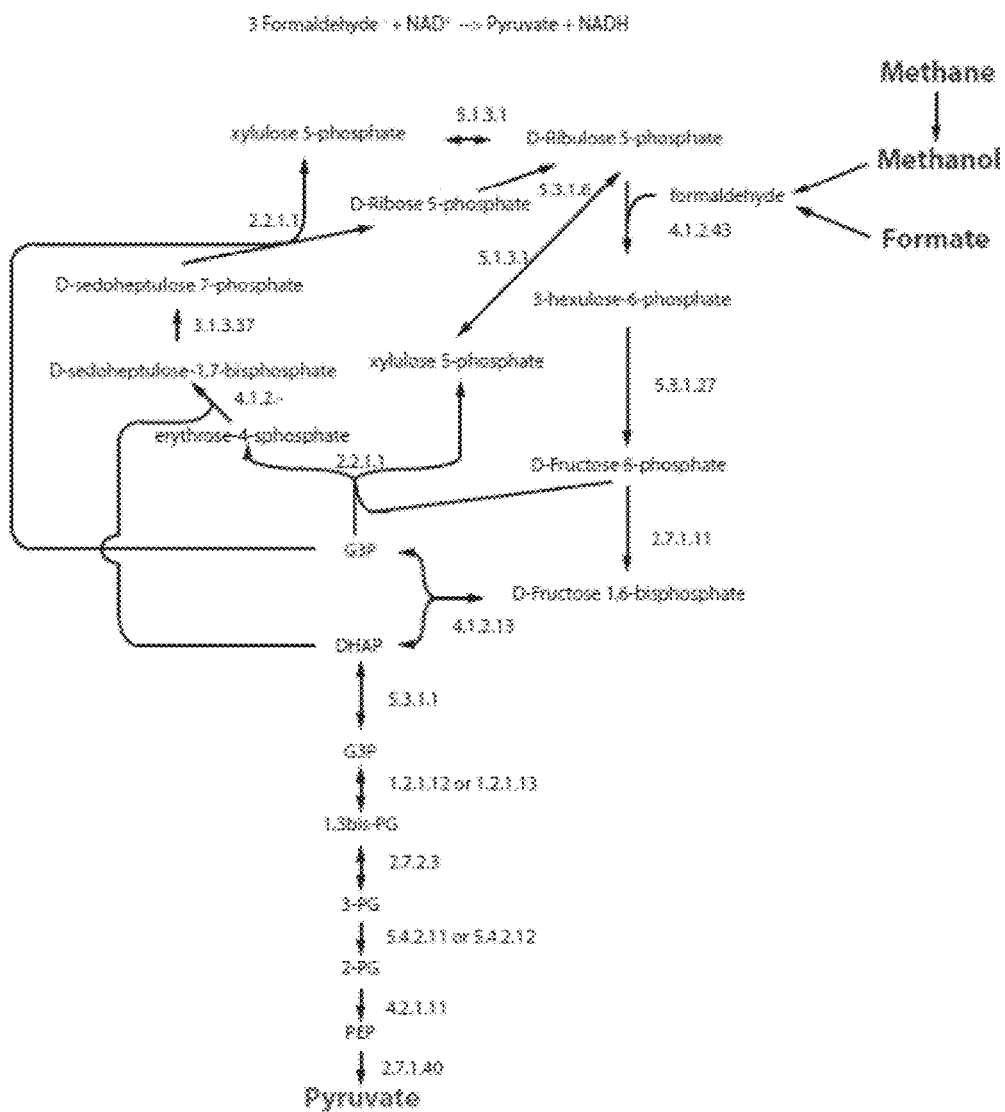 3 Formaldehyde + NAD⁺ --> Pyruvate + NADH
Methane
5.1.3.1
xylulose 5-phosphate
D-Ribulose 5-phosphate
Methanol
5.3.1.6
formaldehyde
D-Ribose 5-phosphate
2.2.1.1
4.1.2.43
Formate
5.1.3.1
D-sedoheptulose 7-phosphate
3-hexulose-6-phosphate
3.1.3.37
xylulose 5-phosphate
D-sedoheptulose-1,7-bisphosphate
5.3.1.27
4.1.2.-
erythrose-4-sphosphate
2.2.1.1
D-Fructose 6-phosphate
2.7.1.11
G3P
D-Fructose 1,6-bisphosphate
4.1.2.13
DHAP
5.3.1.1
G3P
1.2.1.12 or 1.2.1.13
1,3bis-PG
2.7.2.3
3-PG
5.4.2.11 or 5.4.2.12
2-PG
4.2.1.11
PEP
2.7.1.40
Pyruvate